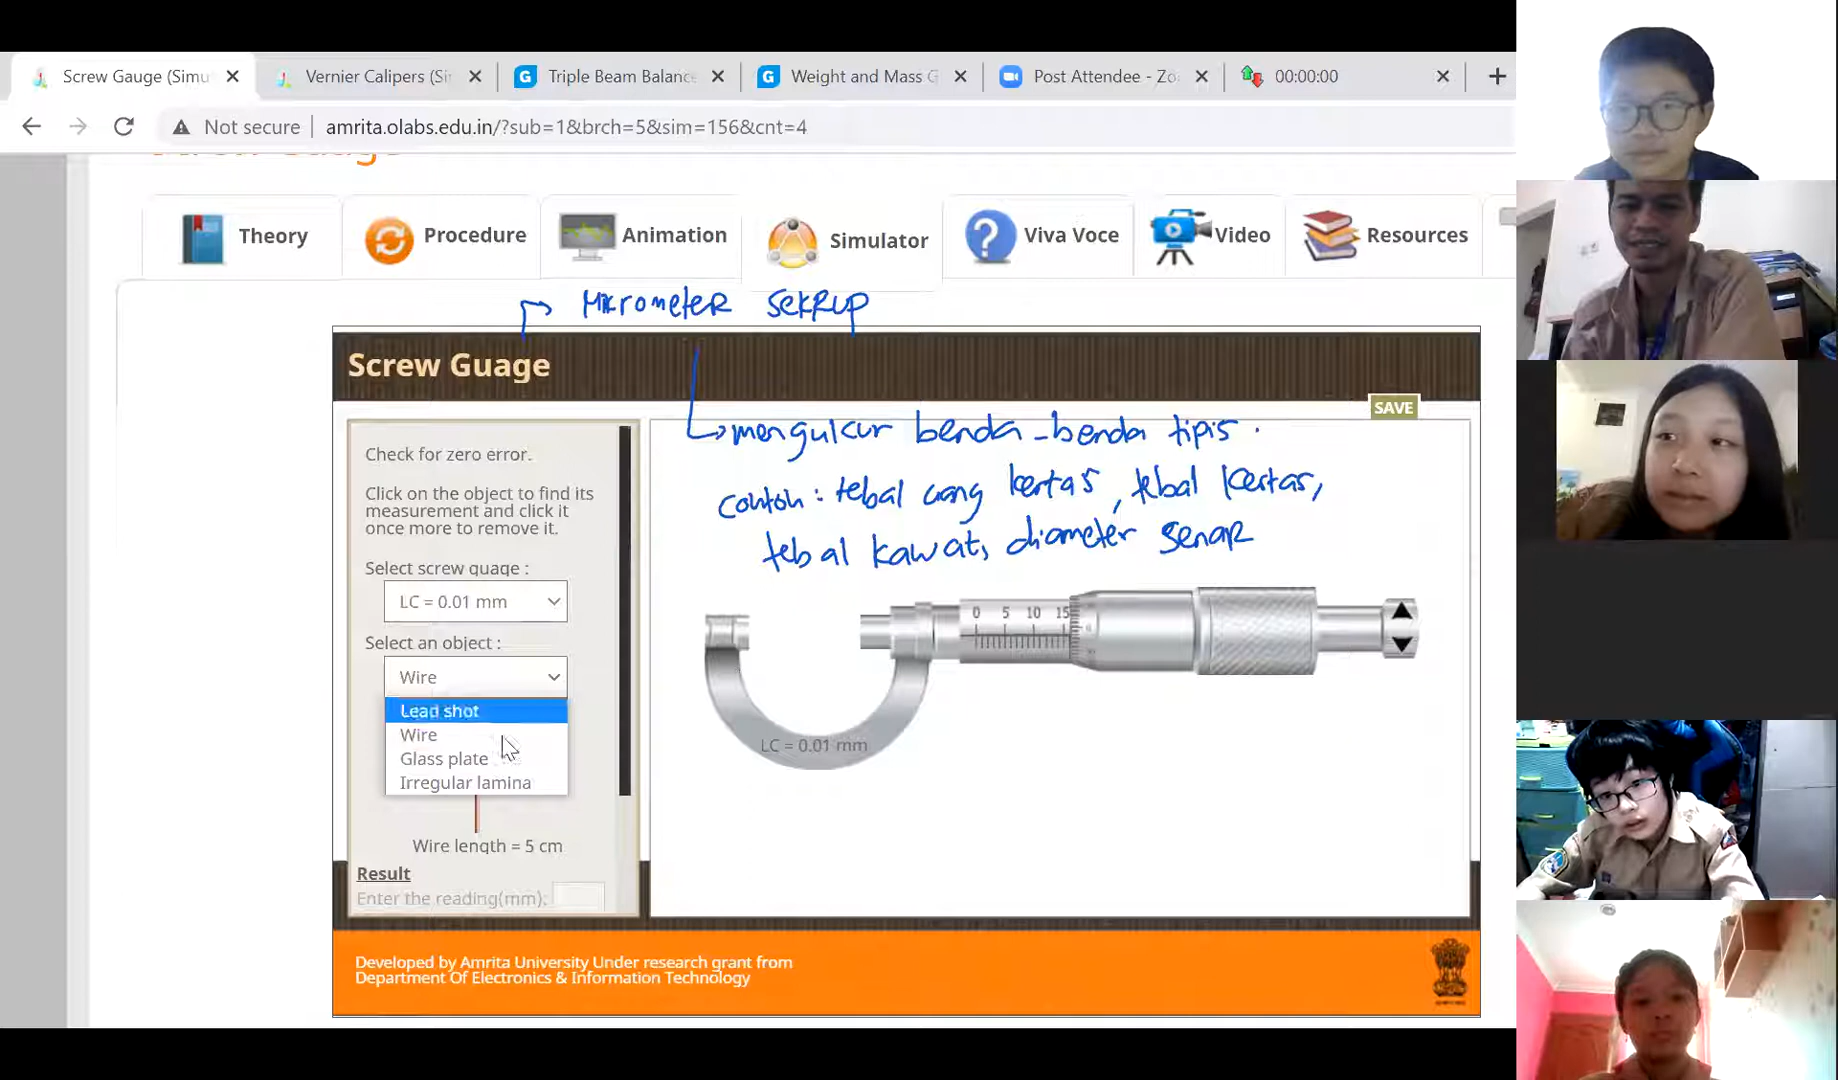 Screw Gauge (Simu
Vernier Calipers (Si
Triple Beam Balance
Weight and Mass G
Post Attendee - Zo
00:00:00
Not secure
amrita.olabs.edu.in/?sub=1&brch=5&sim=156&cnt=4
Theory
Procedure
Animation
Simulator
Viva Voce
Video
Resources
Mikrometer Sekrup
Screw Guage
SAVE
mengukur benda-benda tipis.
contoh: tebal uang kertas, tebal kertas,
tebal kawat, diameter senar
Check for zero error.
Click on the object to find its
measurement and click it
once more to remove it.
Select screw guage :
LC = 0.01 mm
Select an object :
Wire
Lead shot
Wire
Glass plate
Irregular lamina
Wire length = 5 cm
Result
Enter the reading(mm):
0 5 10 15
LC = 0.01 mm
Developed by Amrita University Under research grant from
Department Of Electronics & Information Technology